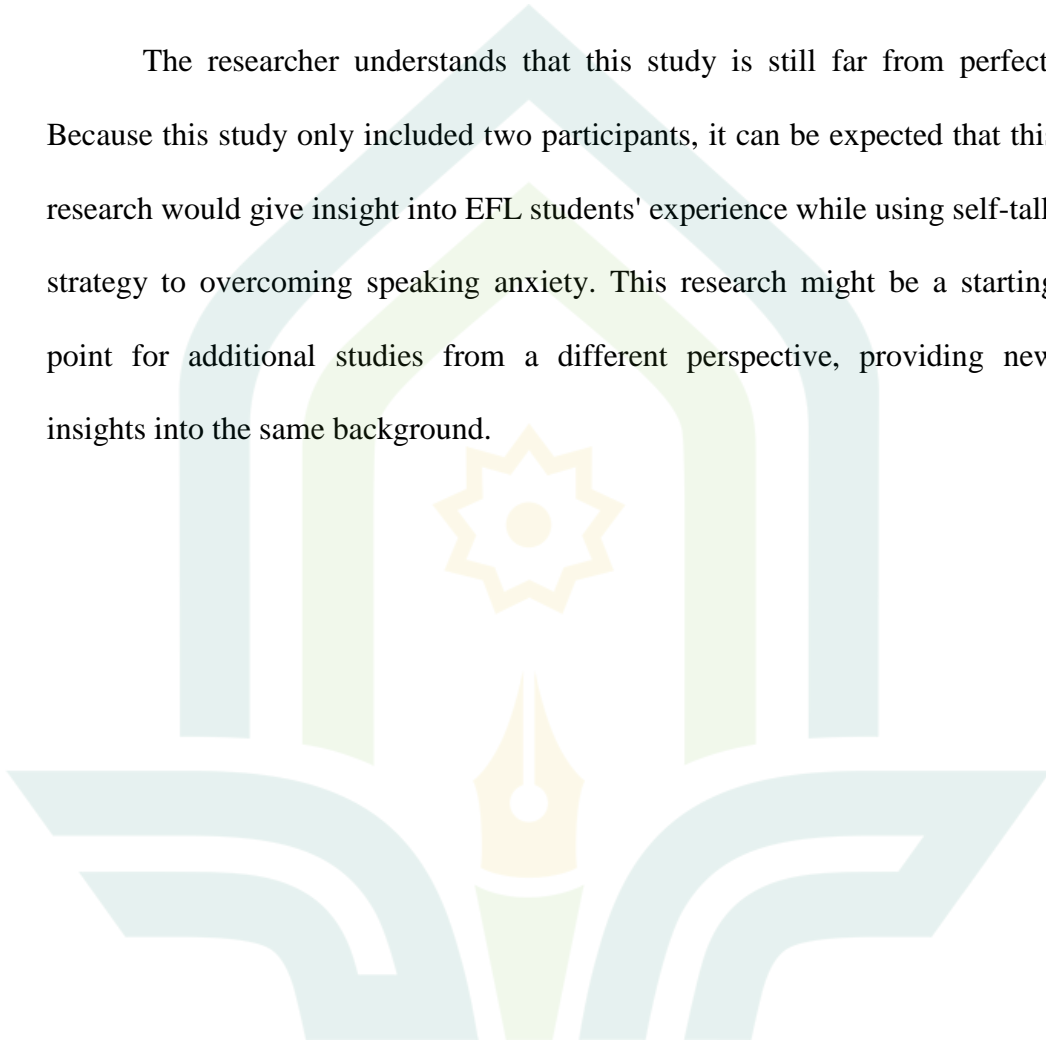 The researcher understands that this study is still far from perfect
Because this study only included two participants, it can be expected that this
research would give insight into EFL students' experience while using self-talk
strategy to overcoming speaking anxiety. This research might be a starting
point for additional studies from a different perspective, providing new
insights into the same background.